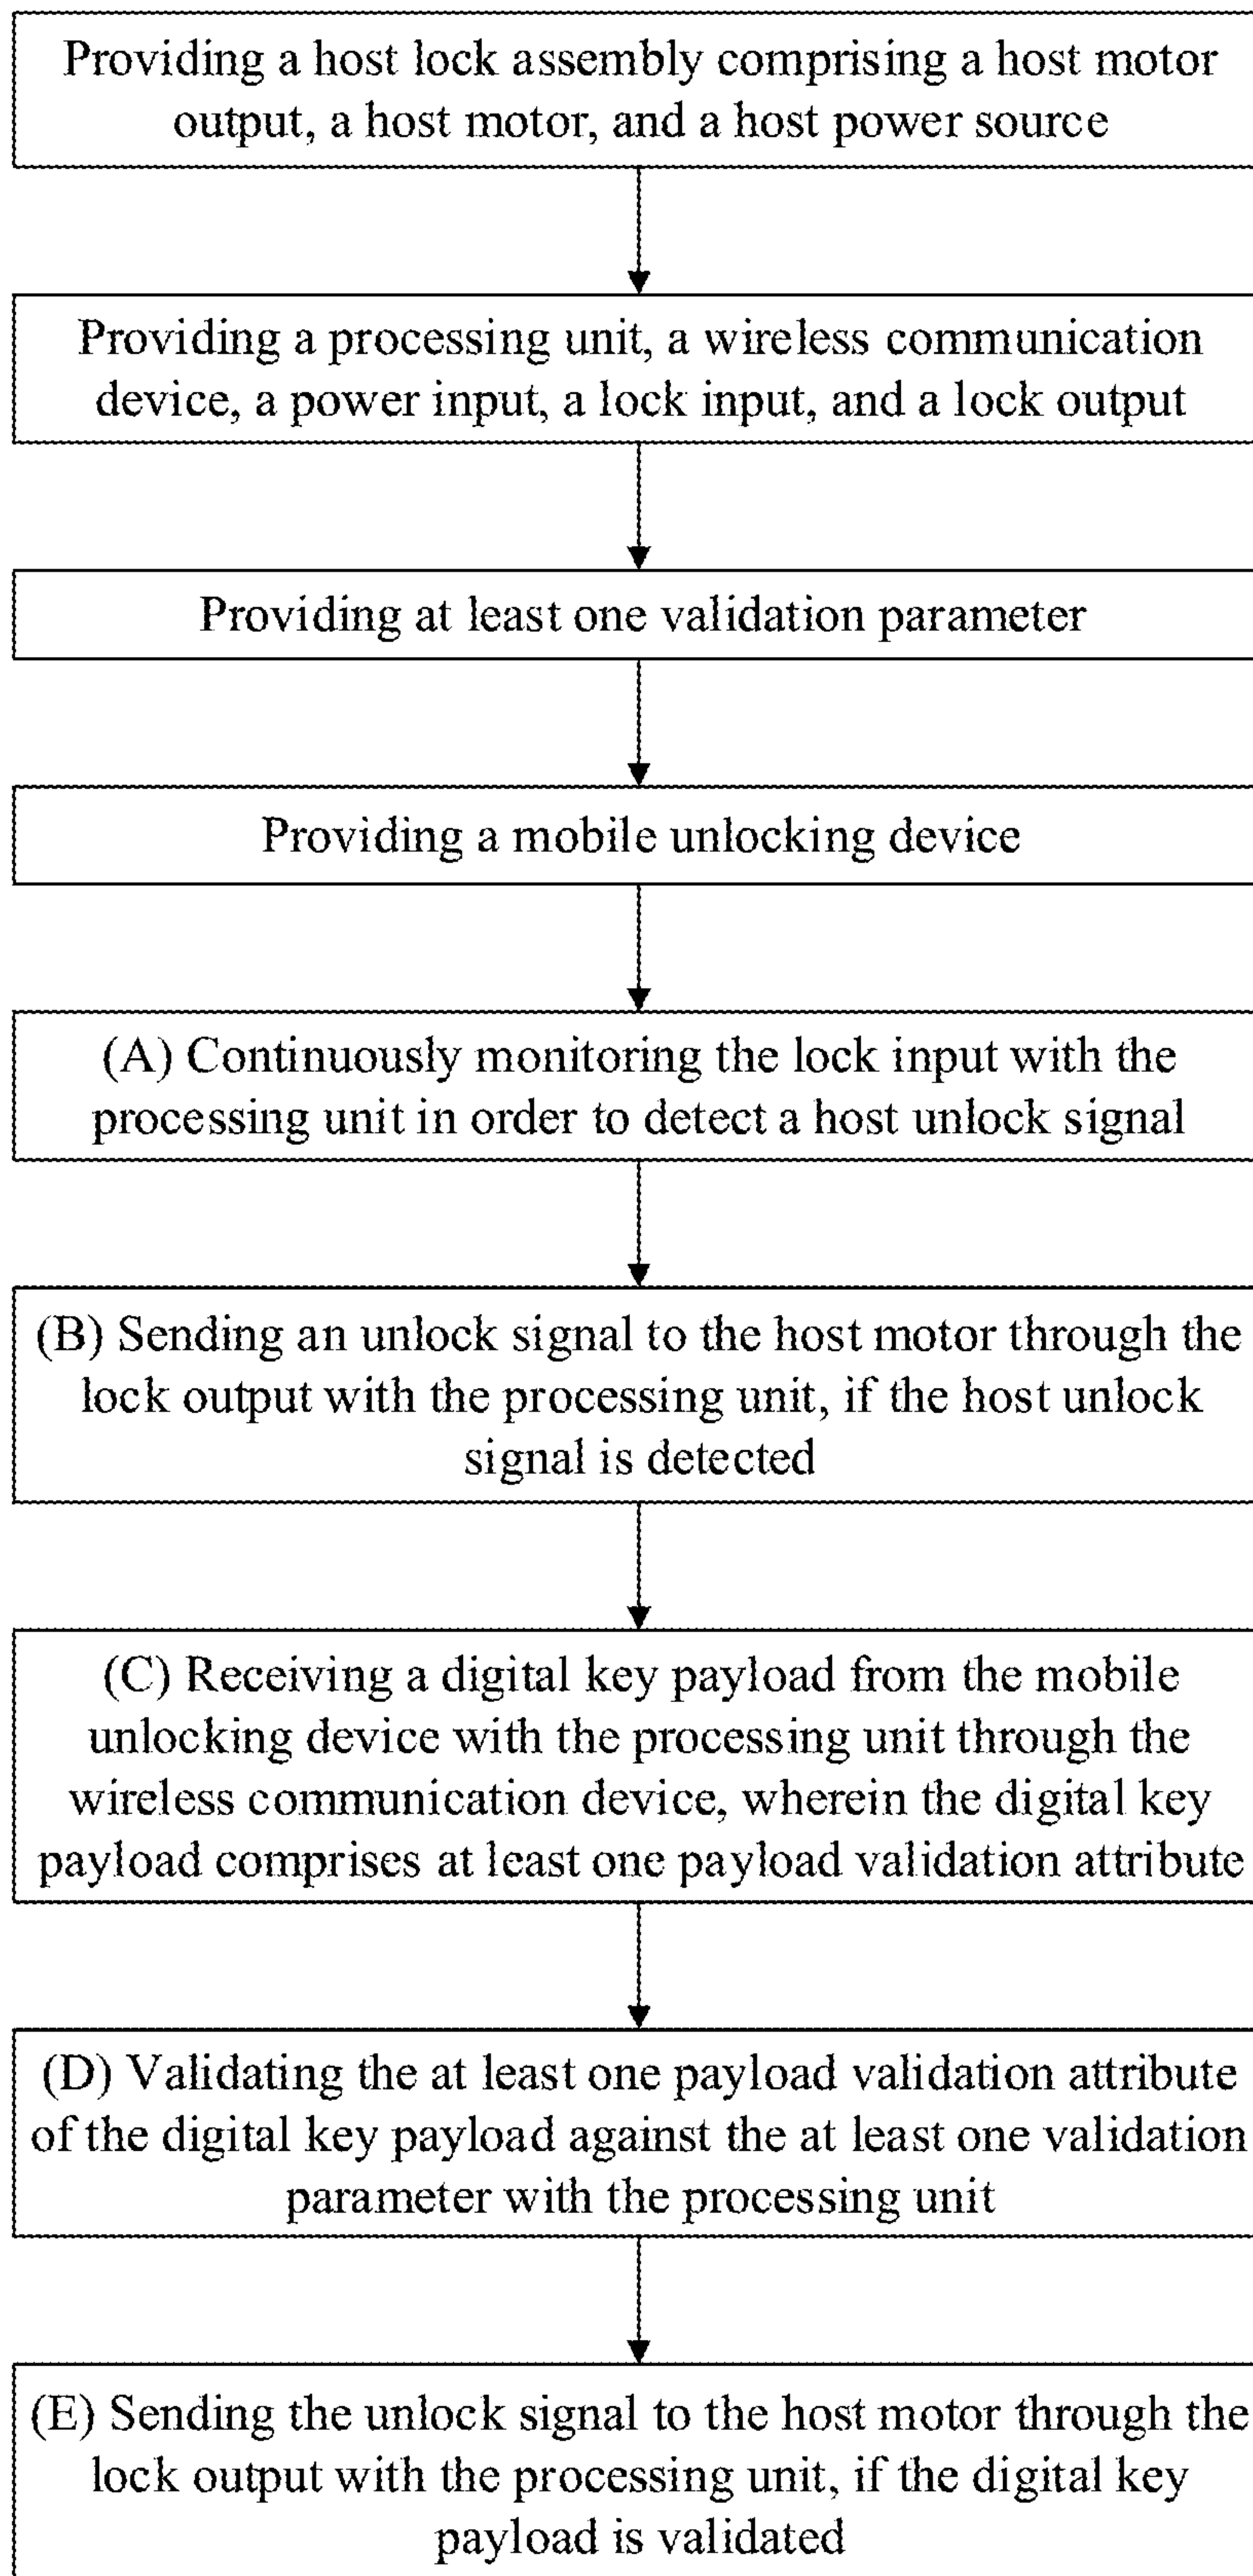 Providing a host lock assembly comprising a host motor
output, a host motor, and a host power source
Providing a processing unit, a wireless communication
device, a power input, a lock input, and a lock output
Providing at least one validation parameter
Providing a mobile unlocking device
(A) Continuously monitoring the lock input with the
processing unit in order to detect a host unlock signal
(B) Sending an unlock signal to the host motor through the
lock output with the processing unit, if the host unlock
signal is detected
(C) Receiving a digital key payload from the mobile
unlocking device with the processing unit through the
wireless communication device, wherein the digital key
payload comprises at least one payload validation attribute
(D) Validating the at least one payload validation attribute
of the digital key payload against the at least one validation
parameter with the processing unit
(E) Sending the unlock signal to the host motor through the
lock output with the processing unit, if the digital key
payload is validated